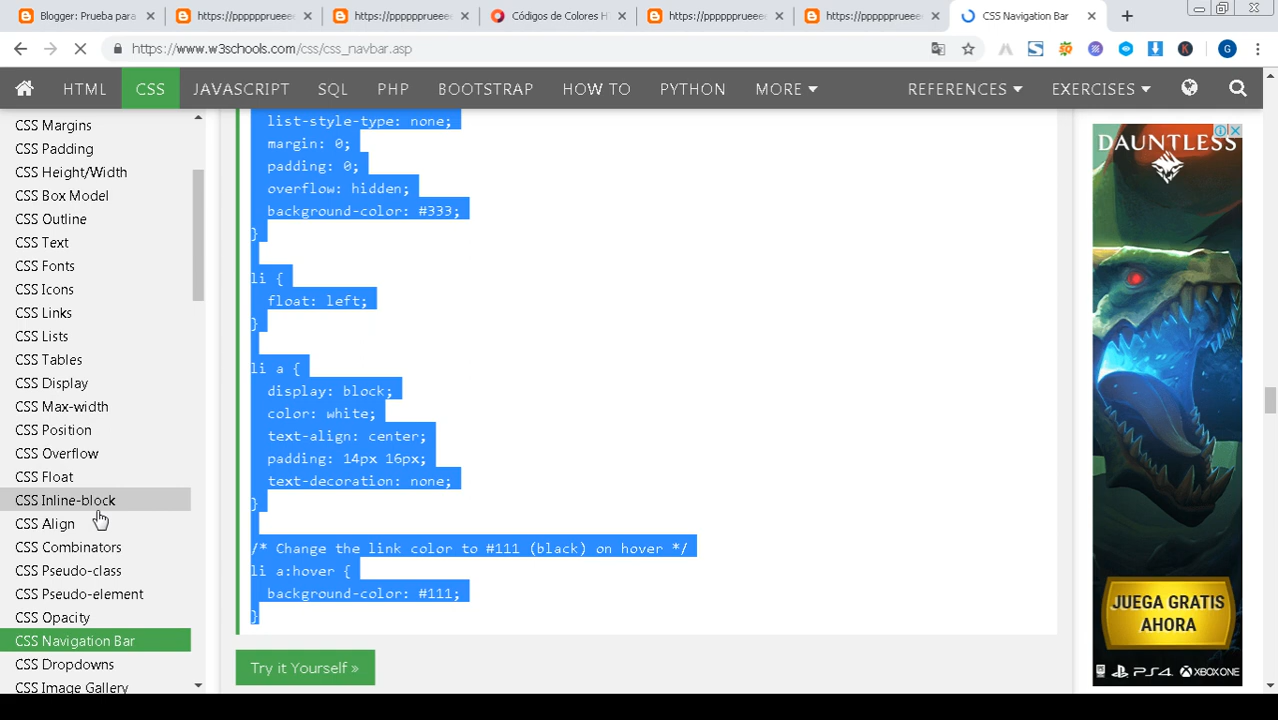 Blogger: Prueba para
https://ppppppprueee
https://ppppppprueee
Códigos de Colores H
https://ppppppprueee
https://ppppppprueee
CSS Navigation Bar
https://www.w3schools.com/css/css_navbar.asp
G
HTML
CSS
JAVASCRIPT
SQL
PHP
BOOTSTRAP
HOW TO
PYTHON
MORE
REFERENCES
EXERCISES
CSS Margins
CSS Padding
CSS Height/Width
CSS Box Model
CSS Outline
CSS Text
CSS Fonts
CSS Icons
CSS Links
CSS Lists
CSS Tables
CSS Display
CSS Max-width
CSS Position
CSS Overflow
CSS Float
CSS Inline-block
CSS Align
CSS Combinators
CSS Pseudo-class
CSS Pseudo-element
CSS Opacity
CSS Navigation Bar
CSS Dropdowns
CSS Image Gallery
list-style-type: none;
margin: 0;
padding: 0;
overflow: hidden;
background-color: #333;
}
li {
float: left;
}
li a {
display: block;
color: white;
text-align: center;
padding: 14px 16px;
text-decoration: none;
}
/* Change the link color to #111 (black) on hover */
li a:hover {
background-color: #111;
}
Try it Yourself »
DAUNTLESS
JUEGA GRATIS
AHORA
PS4
XBOX ONE